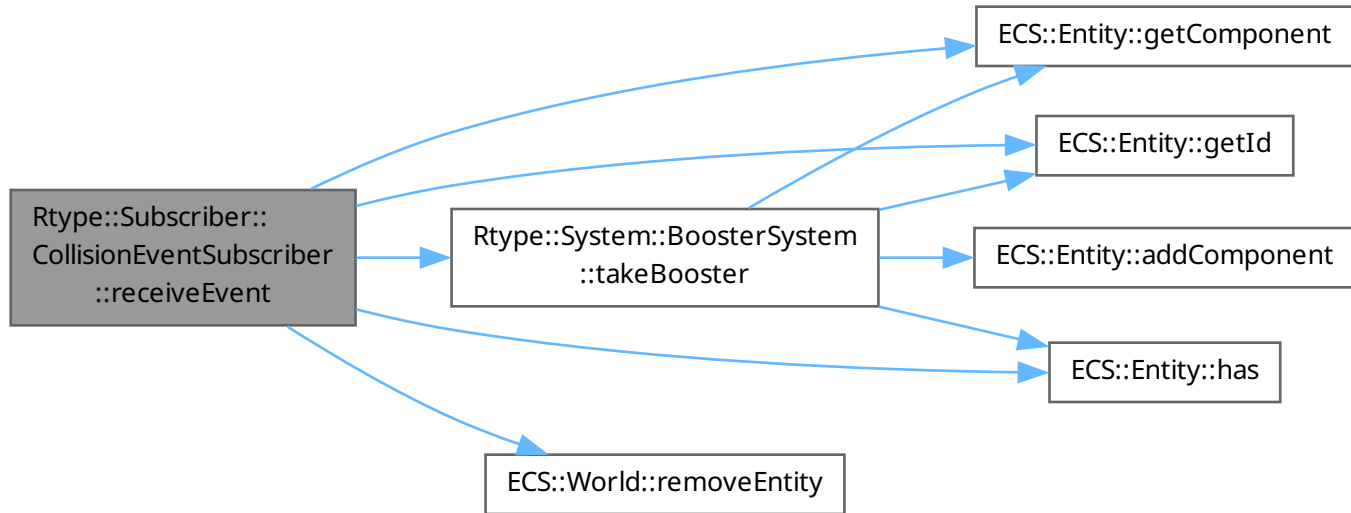 Rtype::Subscriber::
CollisionEventSubscriber
::receiveEvent
Rtype::System::BoosterSystem
::takeBooster
ECS::World::removeEntity
ECS::Entity::getComponent
ECS::Entity::getId
ECS::Entity::addComponent
ECS::Entity::has